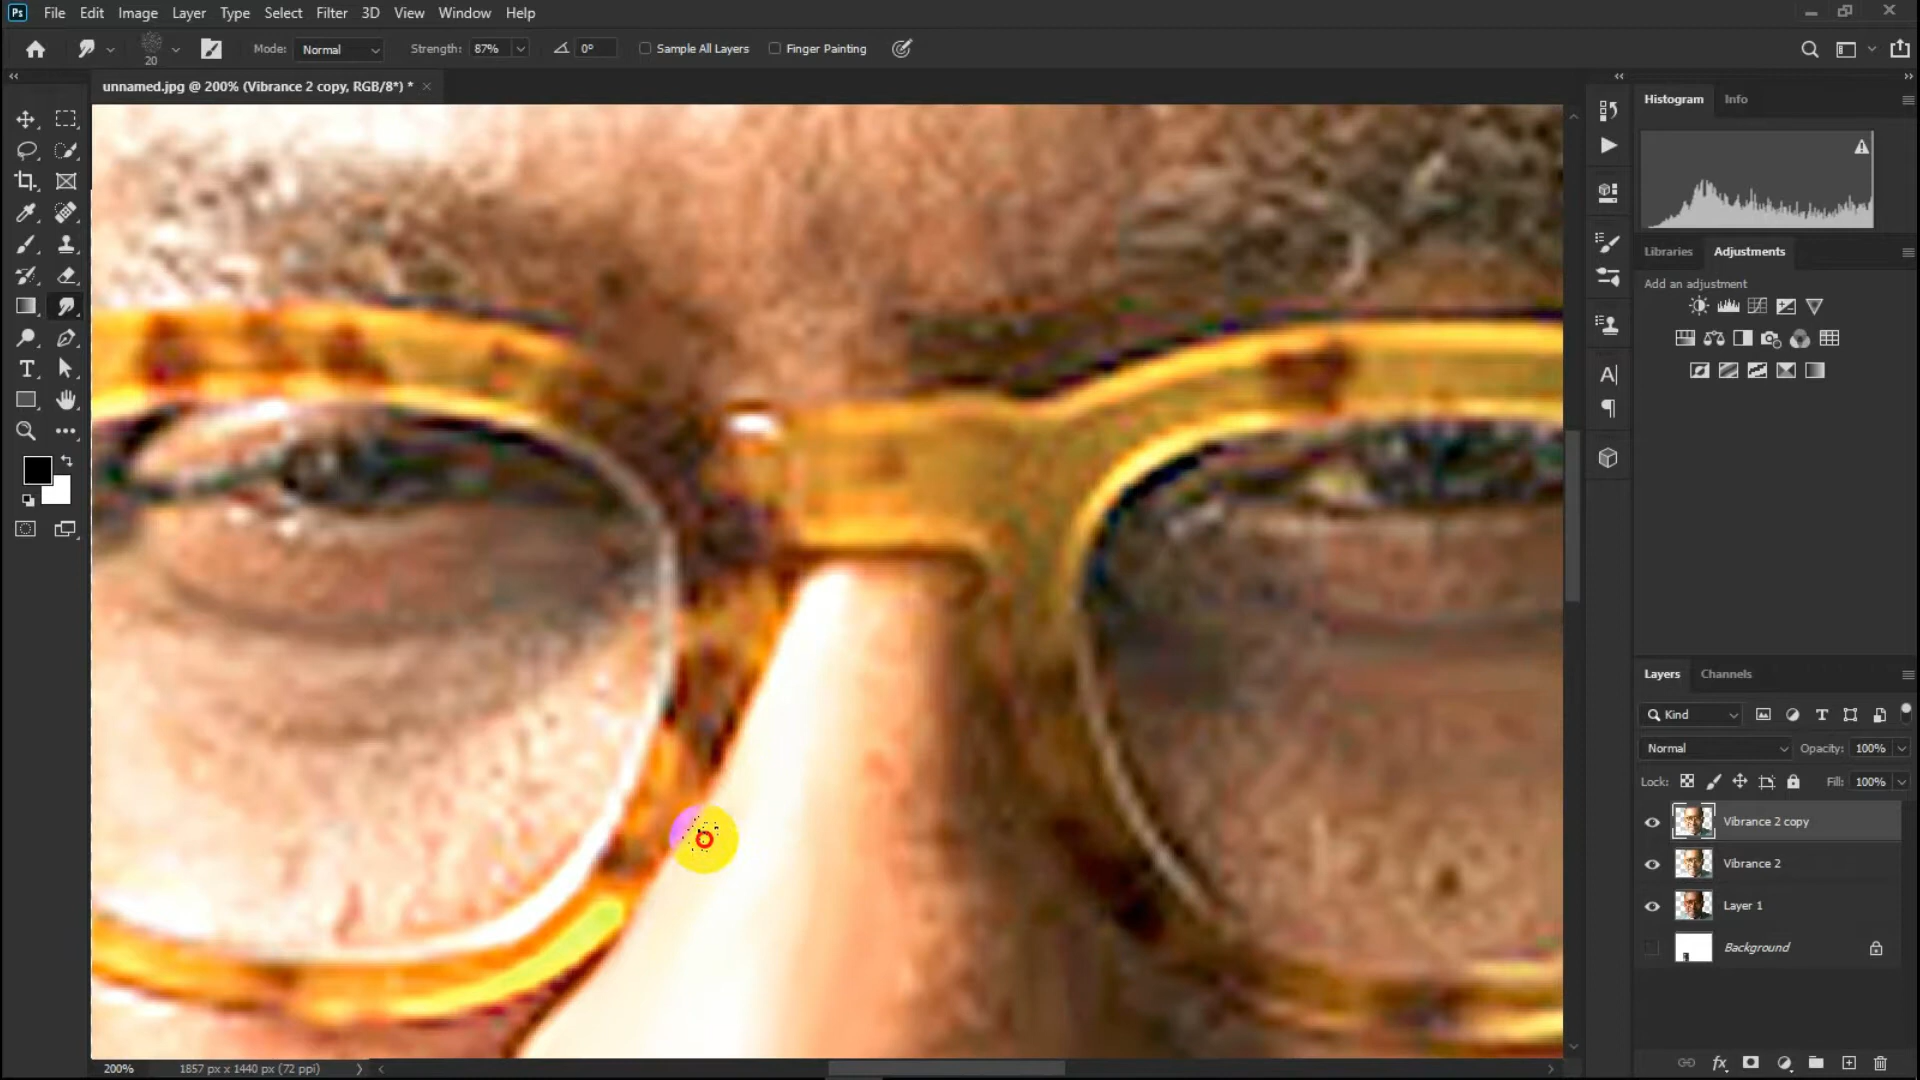 Ps File Edit Image Layer Type Select Filter 3D View Window Help
20 Mode: Normal Strength: 87% 0° Sample All Layers Finger Painting
unnamed.jpg @ 200% (Vibrance 2 copy, RGB/8*) * ×
Histogram Info
Libraries Adjustments
Add an adjustment
Layers Channels
Kind
Normal Opacity: 100%
Lock: Fill: 100%
Vibrance 2 copy
Vibrance 2
Layer 1
Background
fx
200% 1857 px x 1440 px (72 ppi)